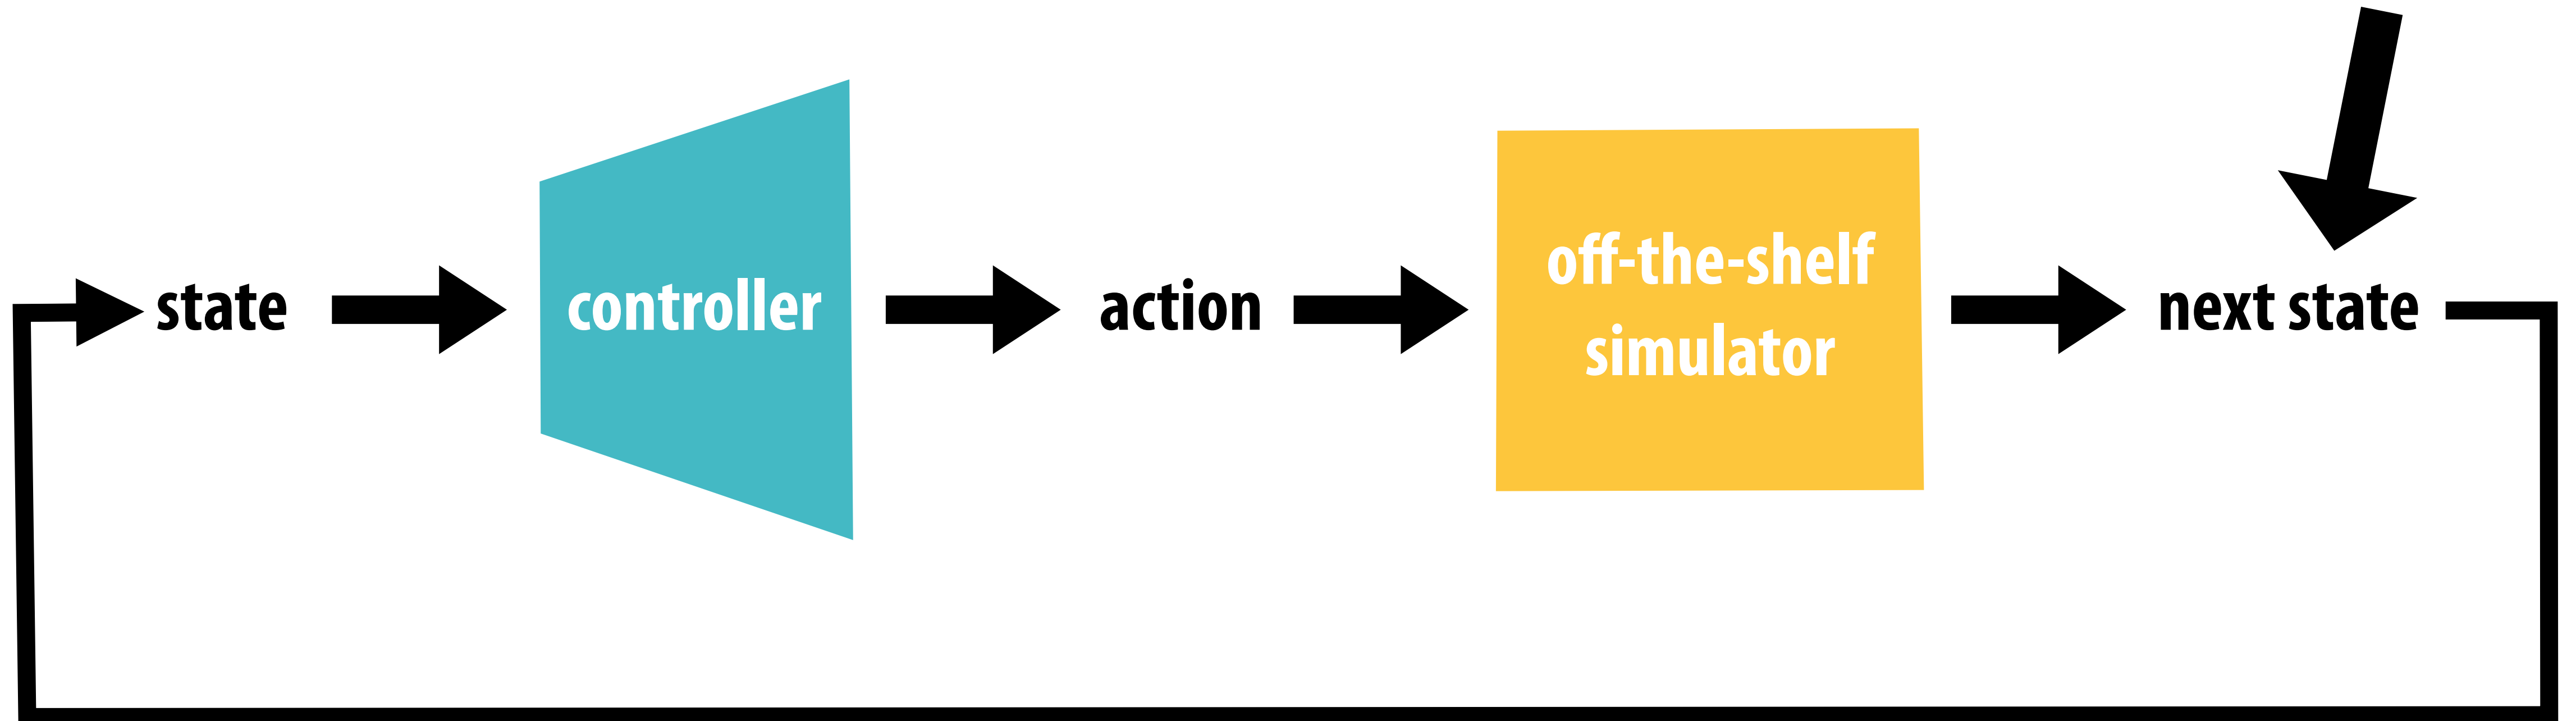 state
controller
action
off-the-shelf
simulator
next state